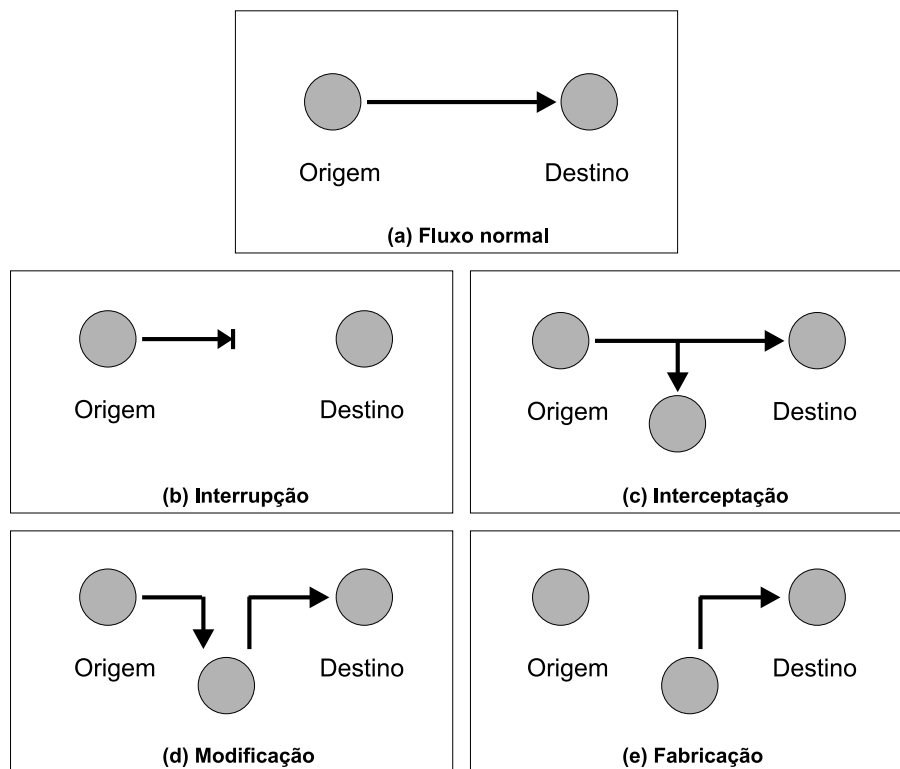 Origem Destino
(a) Fluxo normal
Origem Destino
(b) Interrupção
Origem Destino
(c) Interceptação
Origem Destino
(d) Modificação
Origem Destino
(e) Fabricação